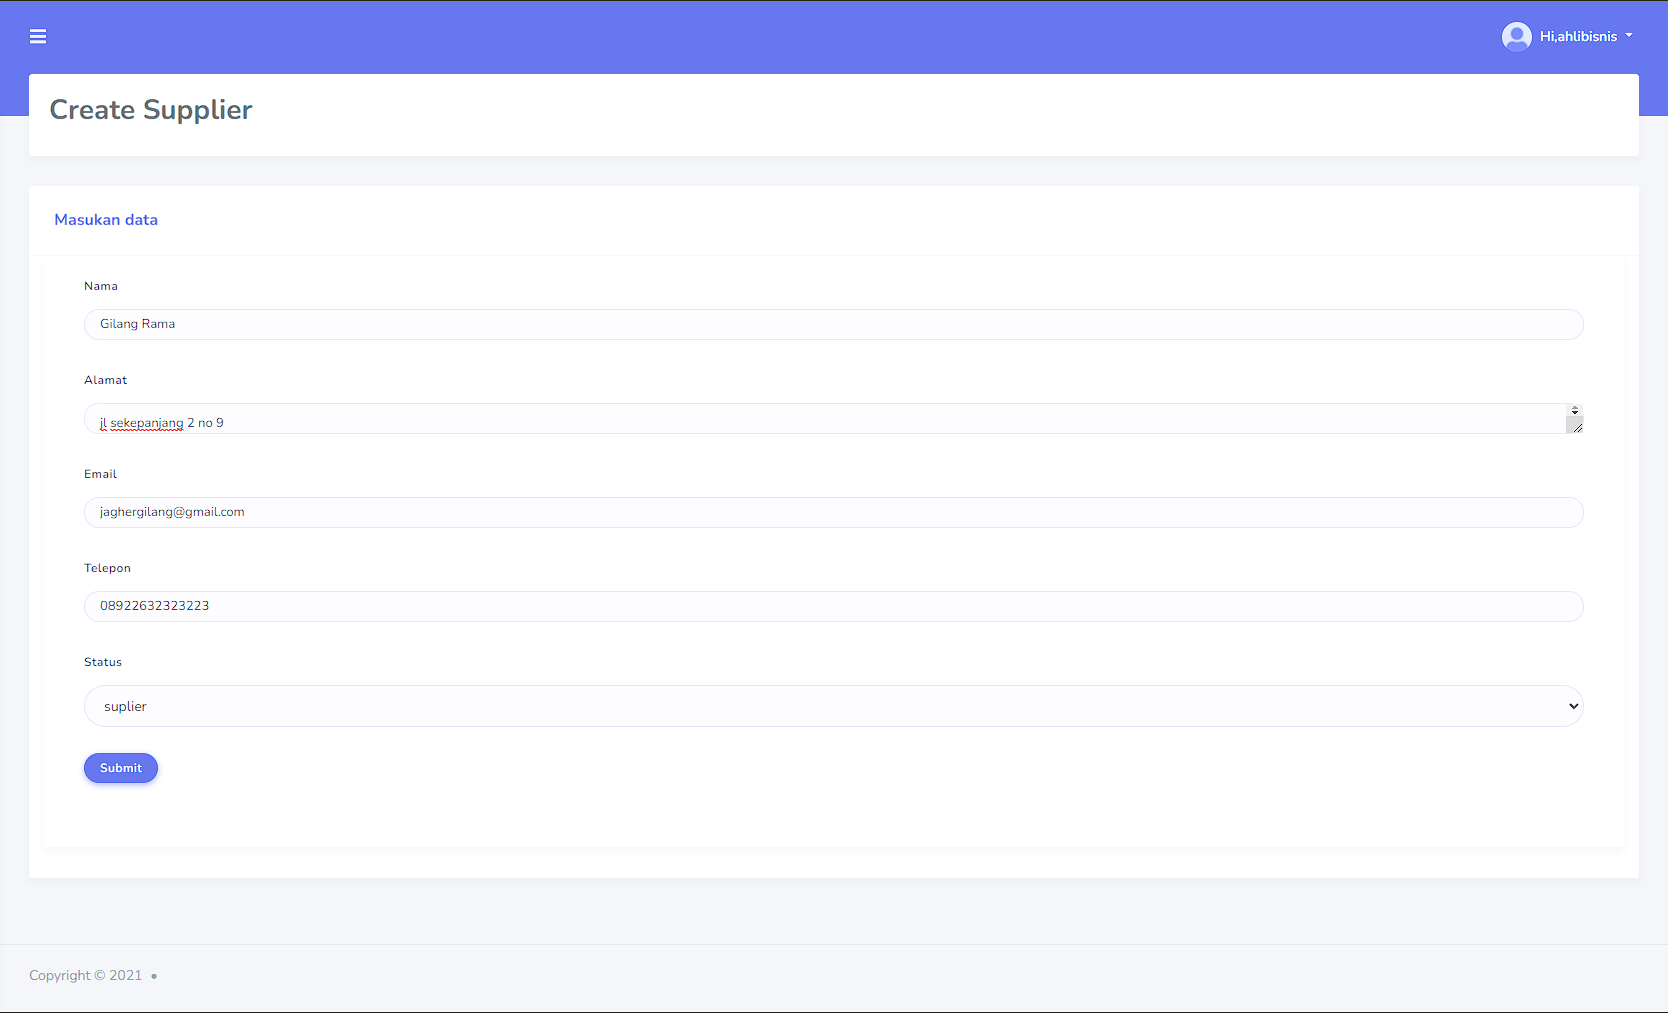 Hi,ahlibisnis
Create Supplier
Masukan data
Nama
Gilang Rama
Alamat
jl sekepanjang 2 no 9
Email
jaghergilang@gmail.com
Telepon
08922632323223
Status
suplier
Submit
Copyright © 2021 •